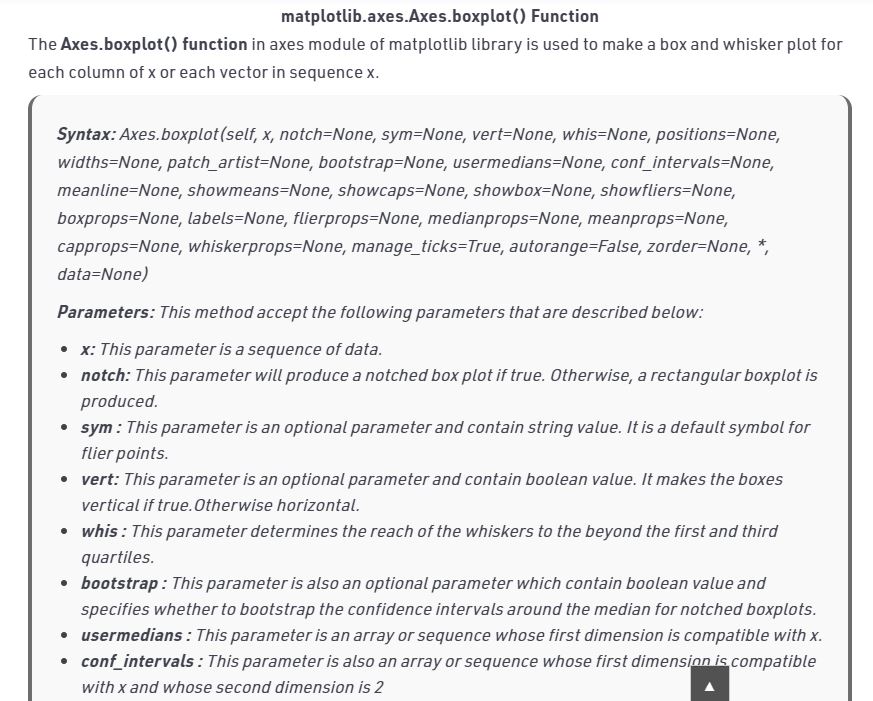 matplotlib.axes.Axes.boxplot() Function
The Axes.boxplot() function in axes module of matplotlib library is used to make a box and whisker plot for
each column of x or each vector in sequence x.
Syntax: Axes.boxplot(self, x, notch=None, sym=None, vert=None, whis=None, positions=None,
widths=None, patch_artist=None, bootstrap=None, usermedians=None, conf_intervals=None,
meanline=None, showmeans=None, showcaps=None, showbox=None, showfliers=None,
boxprops=None, labels=None, flierprops=None, medianprops=None, meanprops=None,
capprops=None, whiskerprops=None, manage_ticks=True, autorange=False, zorder=None, *,
data=None)
Parameters: This method accept the following parameters that are described below:
• x: This parameter is a sequence of data.
• notch: This parameter will produce a notched box plot if true. Otherwise, a rectangular boxplot is
produced.
• sym : This parameter is an optional parameter and contain string value. It is a default symbol for
flier points.
• vert: This parameter is an optional parameter and contain boolean value. It makes the boxes
vertical if true.Otherwise horizontal.
• whis : This parameter determines the reach of the whiskers to the beyond the first and third
quartiles.
• bootstrap : This parameter is also an optional parameter which contain boolean value and
specifies whether to bootstrap the confidence intervals around the median for notched boxplots.
• usermedians : This parameter is an array or sequence whose first dimension is compatible with x.
• conf_intervals : This parameter is also an array or sequence whose first dimension is compatible
with x and whose second dimension is 2